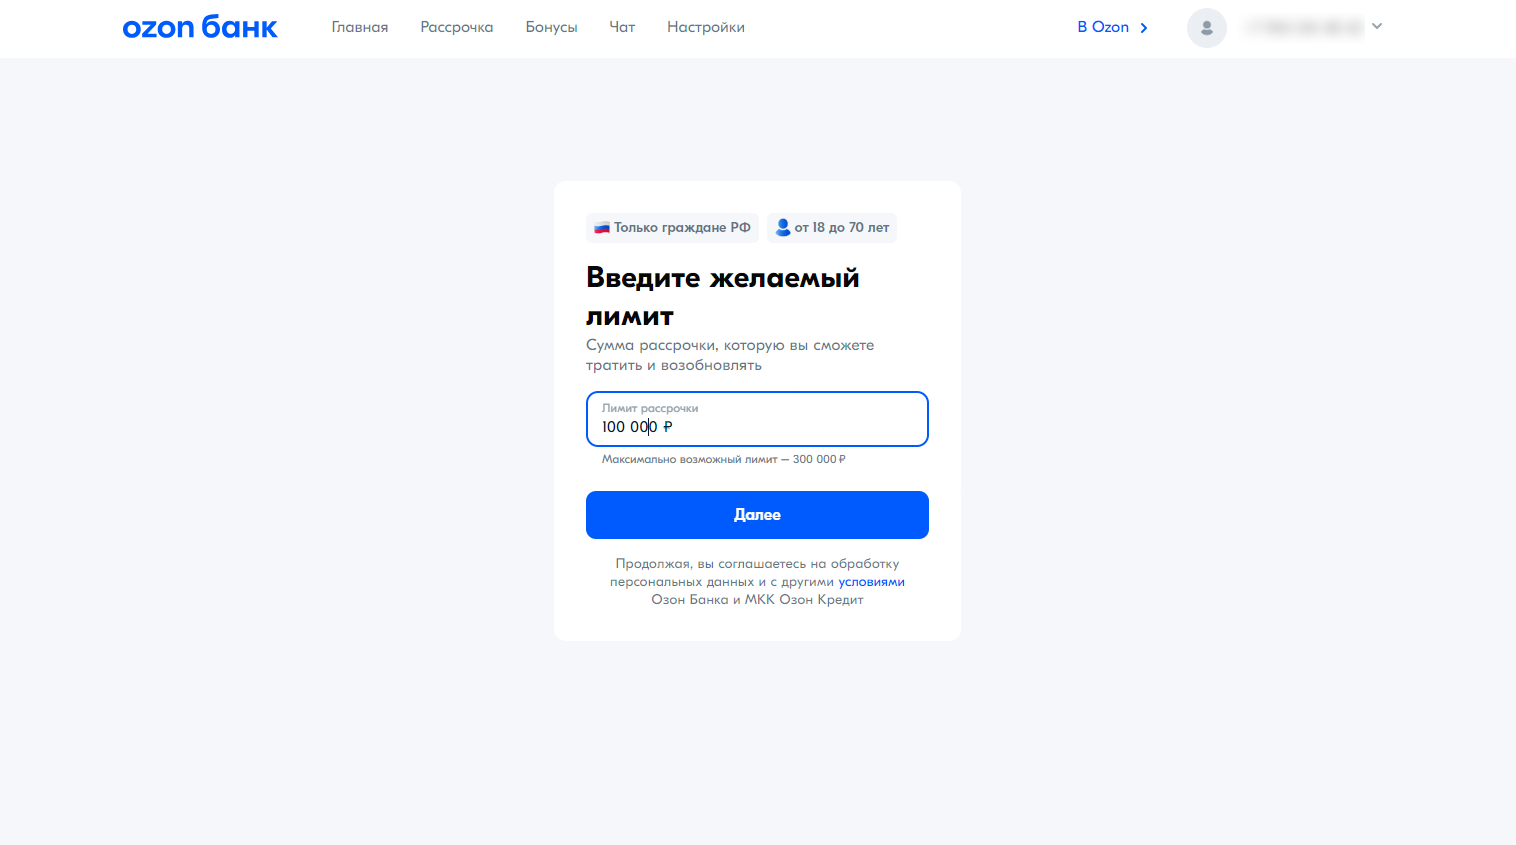 ozon банк
Главная
Рассрочка
Бонусы
Чат
Настройки
В Ozon
Только граждане РФ
от 18 до 70 лет
Введите желаемый
лимит
Сумма рассрочки, которую вы сможете
тратить и возобновлять
Лимит рассрочки
100 000 ₽
Максимально возможный лимит – 300 000 ₽
Далее
Продолжая, вы соглашаетесь на обработку
персональных данных и с другими условиями
Озон Банка и МКК Озон Кредит